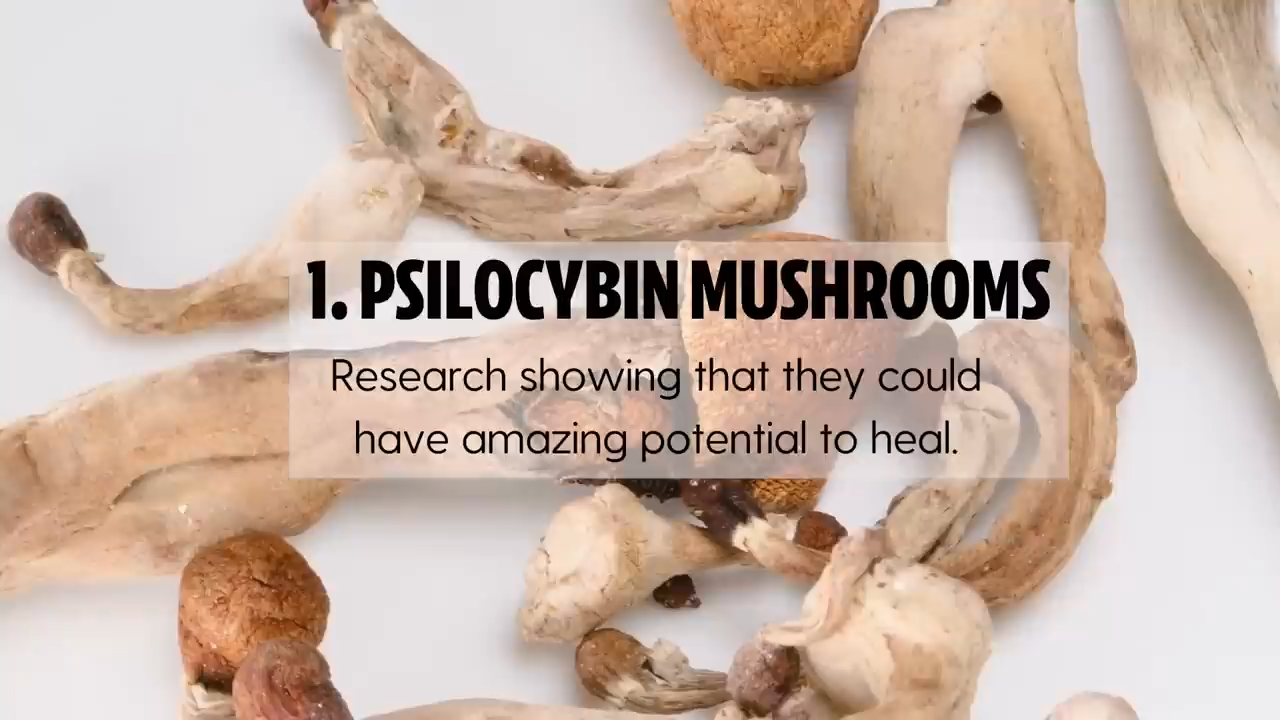 1. PSILOCYBIN MUSHROOMS
Research showing that they could
have amazing potential to heal.